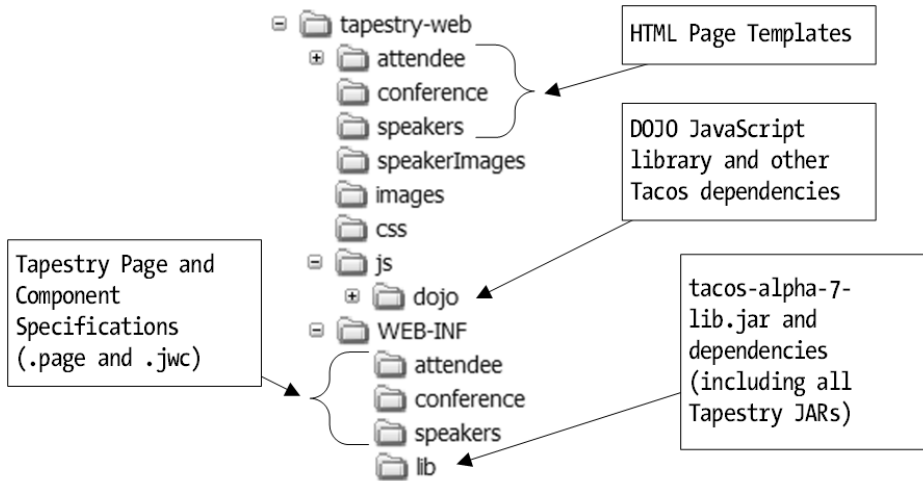 tapestry-web
attendee
conference
speakers
speakerImages
images
css
js
dojo
WEB-INF
attendee
conference
speakers
lib
HTML Page Templates
DOJO JavaScript
library and other
Tacos dependencies
tacos-alpha-7-
lib.jar and
dependencies
(including all
Tapestry JARs)
Tapestry Page and
Component
Specifications
(.page and .jwc)